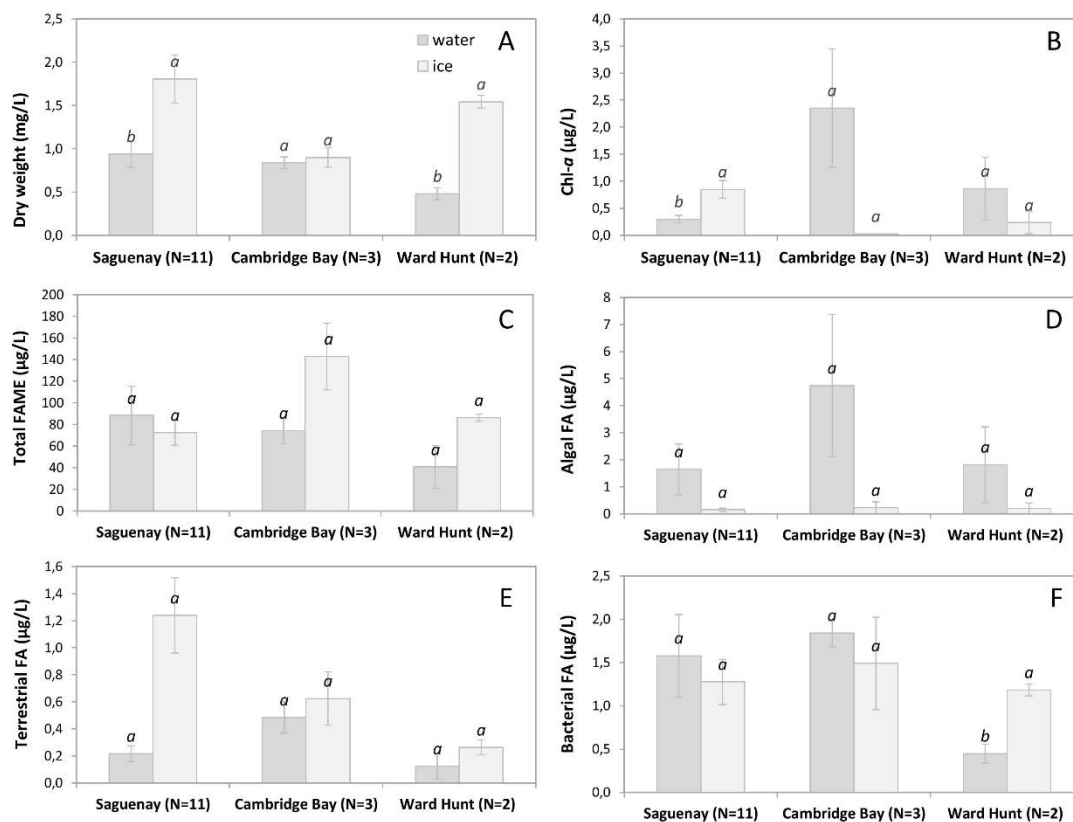 A
water
ice
Dry weight (mg/L)
2,5
2,0
1,5
1,0
0,5
0,0
b
a
a
a
b
a
Saguenay (N=11) Cambridge Bay (N=3) Ward Hunt (N=2)
B
Chl-a (µg/L)
4,0
3,5
3,0
2,5
2,0
1,5
1,0
0,5
0,0
b
a
a
a
a
a
Saguenay (N=11) Cambridge Bay (N=3) Ward Hunt (N=2)
C
Total FAME (µg/L)
200
180
160
140
120
100
80
60
40
20
0
a
a
a
a
a
a
Saguenay (N=11) Cambridge Bay (N=3) Ward Hunt (N=2)
D
Algal FA (µg/L)
8
7
6
5
4
3
2
1
0
a
a
a
a
a
a
Saguenay (N=11) Cambridge Bay (N=3) Ward Hunt (N=2)
E
Terrestrial FA (µg/L)
1,6
1,4
1,2
1,0
0,8
0,6
0,4
0,2
0,0
a
a
a
a
a
a
Saguenay (N=11) Cambridge Bay (N=3) Ward Hunt (N=2)
F
Bacterial FA (µg/L)
2,5
2,0
1,5
1,0
0,5
0,0
a
a
a
a
b
a
Saguenay (N=11) Cambridge Bay (N=3) Ward Hunt (N=2)